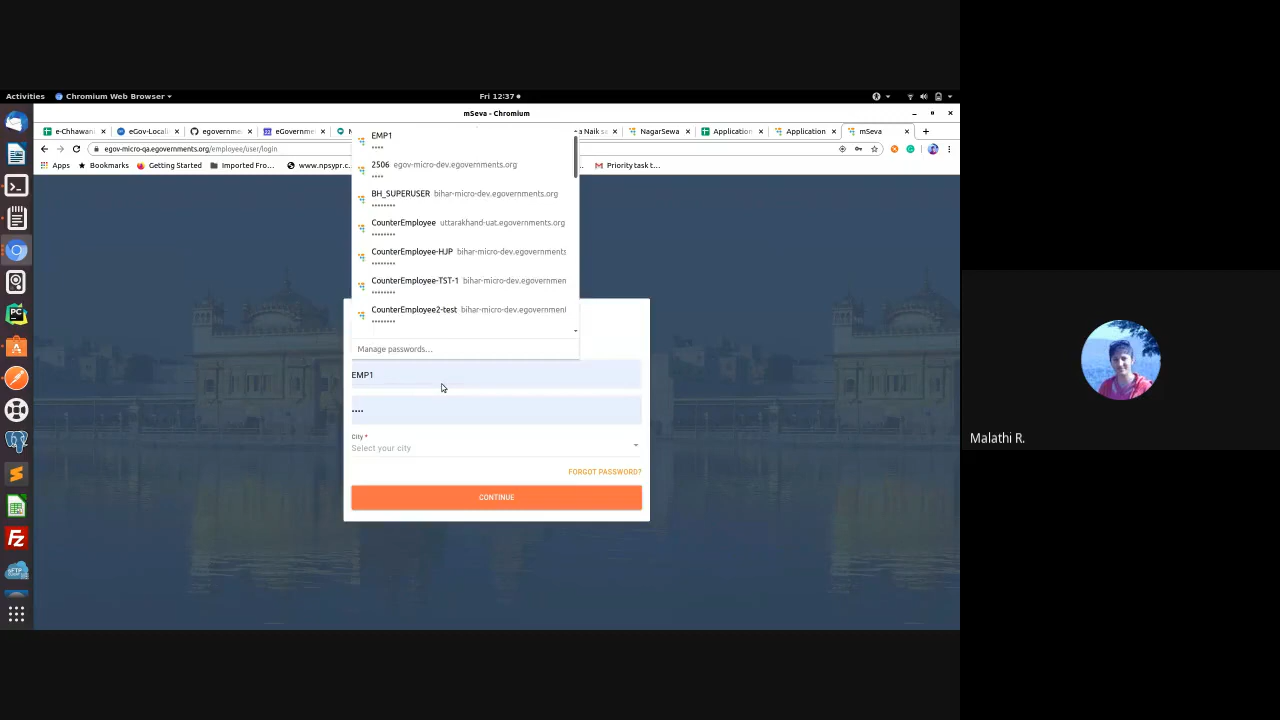 Activities
Chromium Web Browser
Fri 12:37
mSeva - Chromium
e-Chhawani
eGov-Locali
egovernme
eGovernme
a Naik se
NagarSewa
Application
Application
mSeva
egov-micro-qa.egovernments.org/employee/user/login
Apps
Bookmarks
Getting Started
Imported Fro...
www.npsypr.c
Priority task t...
EMP1
2506 egov-micro-dev.egovernments.org
BH_SUPERUSER bihar-micro-dev.egovernments.org
CounterEmployee uttarakhand-uat.egovernments.org
CounterEmployee-HJP bihar-micro-dev.egovernments
CounterEmployee-TST-1 bihar-micro-dev.egovernmen
CounterEmployee2-test bihar-micro-dev.egovernment
Manage passwords...
EMP1
City *
Select your city
FORGOT PASSWORD?
CONTINUE
Malathi R.